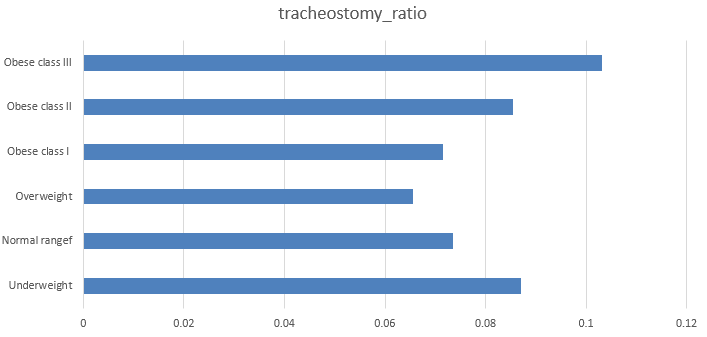 tracheostomy_ratio
Obese class III
Obese class II
Obese class I
Overweight
Normal rangef
Underweight
0 0.02 0.04 0.06 0.08 0.1 0.12